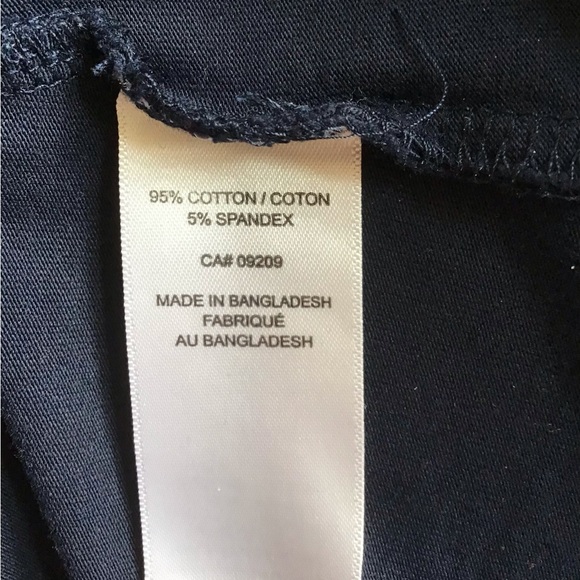 95% COTTON / COTON
5% SPANDEX
CA# 09209
MADE IN BANGLADESH
FABRIQUÉ
AU BANGLADESH